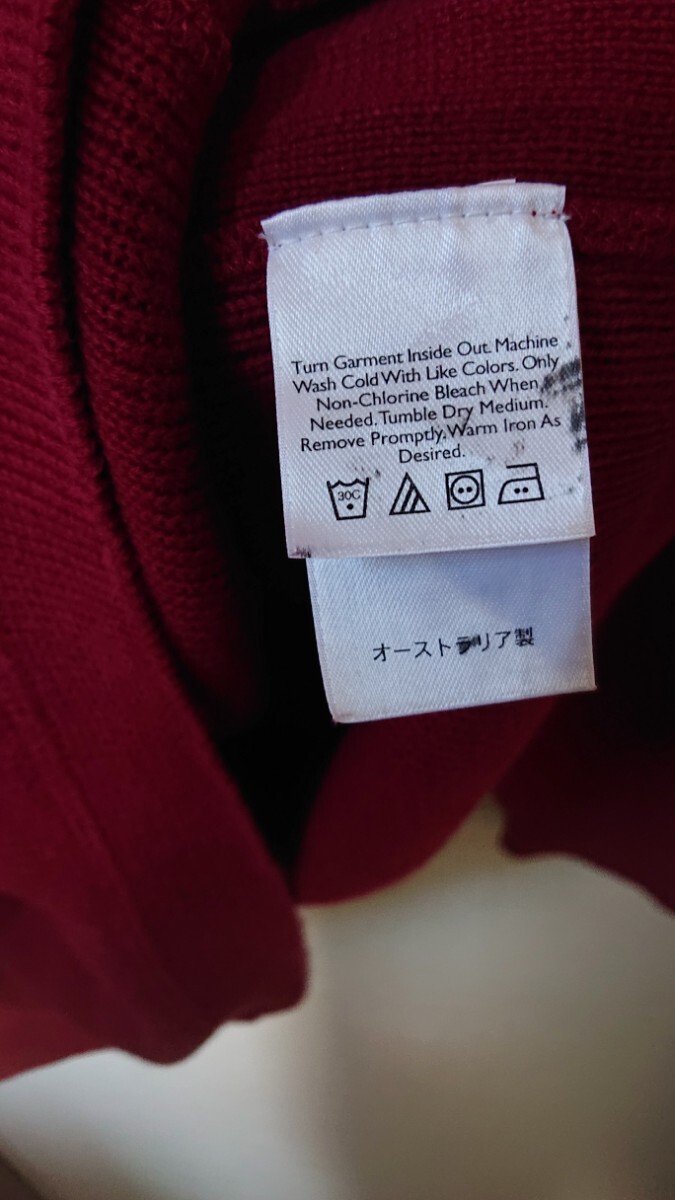 Turn Garment Inside Out. Machine
Wash Cold With Like Colors. Only
Non-Chlorine Bleach When
Needed. Tumble Dry Medium.
Remove Promptly. Warm Iron As
Desired.
30C
オーストラリア製